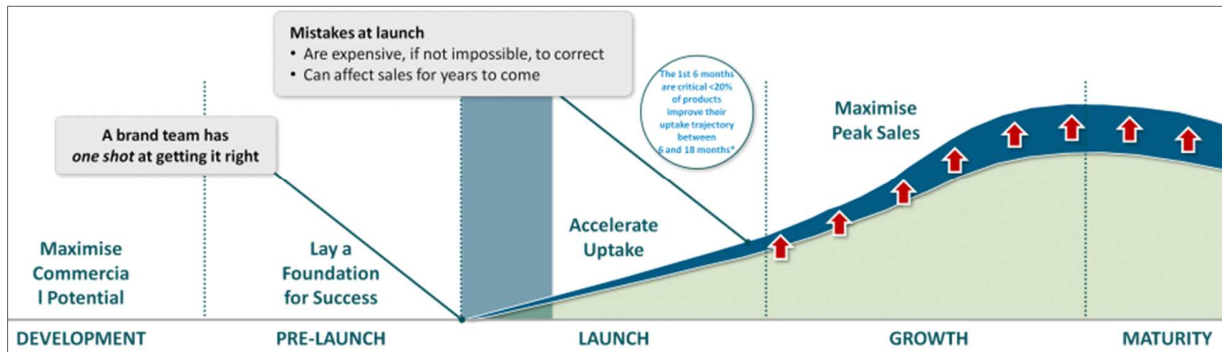 Mistakes at launch
• Are expensive, if not impossible, to correct
• Can affect sales for years to come
The 1st 6 months
are critical <20%
of products
improve their
uptake trajectory
between
6 and 18 months*
Maximise
Peak Sales
A brand team has
one shot at getting it right
Accelerate
Uptake
Maximise
Commercia
l Potential
Lay a
Foundation
for Success
DEVELOPMENT
PRE-LAUNCH
LAUNCH
GROWTH
MATURITY